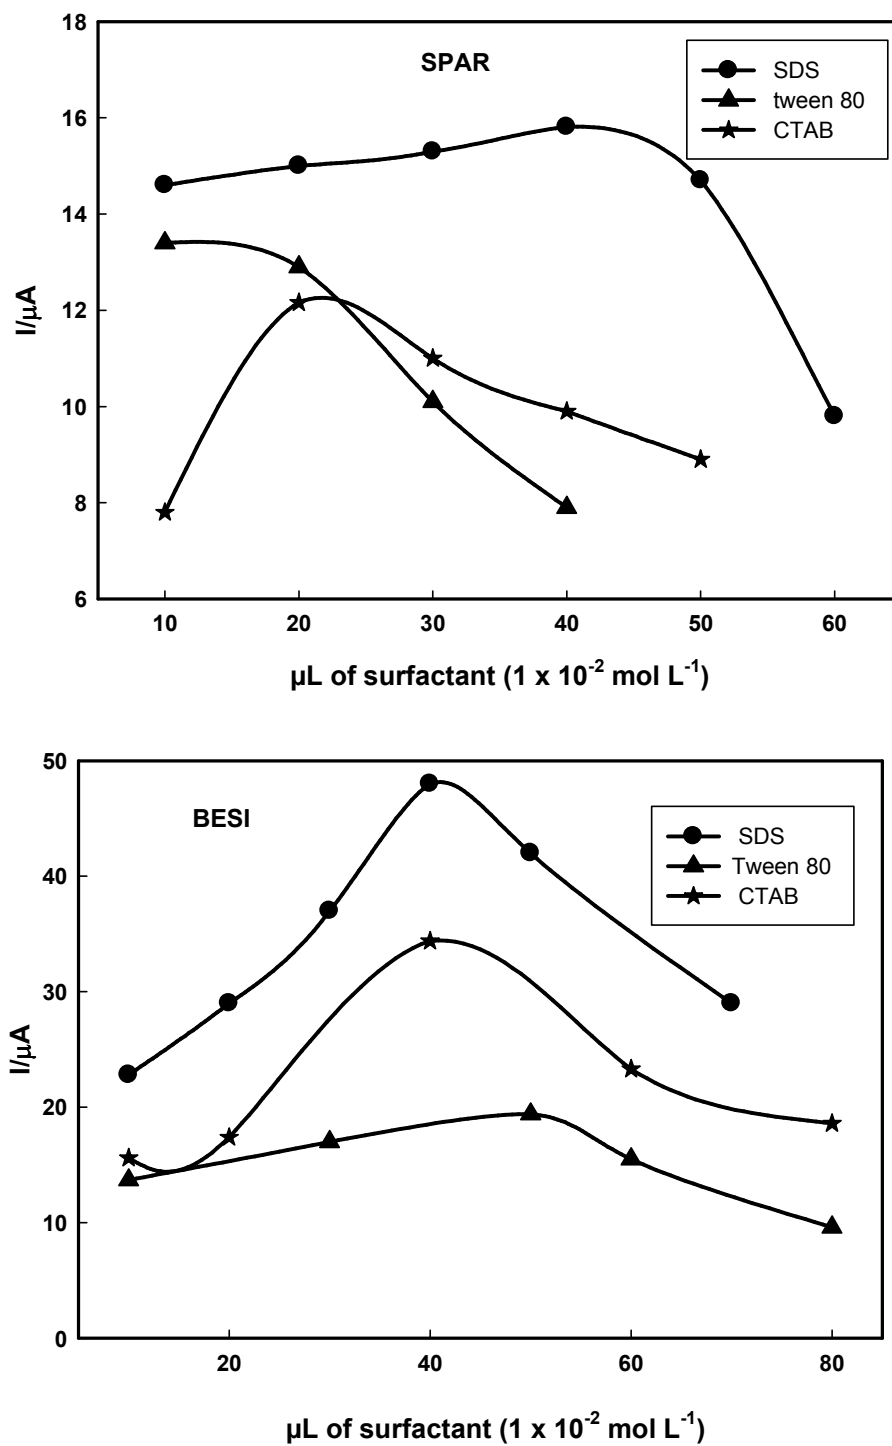 18
SPAR
SDS
tween 80
CTAB
16
14
12
I/μA
10
8
6
10 20 30 40 50 60
µL of surfactant (1 x 10⁻² mol L⁻¹)
50
BESI
SDS
Tween 80
CTAB
40
30
I/μA
20
10
0
20 40 60 80
µL of surfactant (1 x 10⁻² mol L⁻¹)